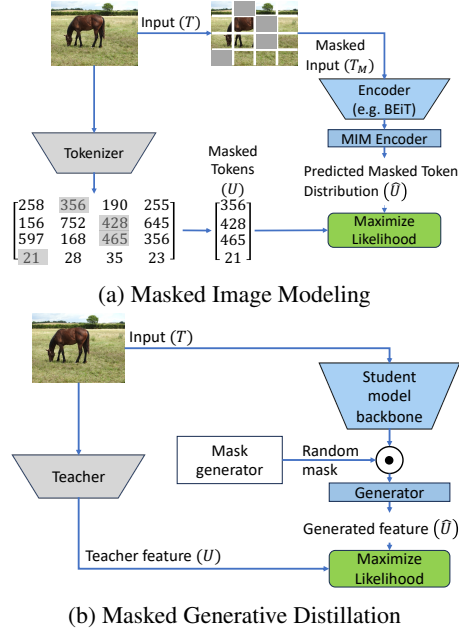 Input (T)
Masked
Input (T_M)
Encoder
(e.g. BEiT)
MIM Encoder
Tokenizer
Masked
Tokens
(U)
Predicted Masked Token
Distribution (Û)
258 356 190 255
156 752 428 645
597 168 465 356
21 28 35 23
356
428
465
21
Maximize
Likelihood
(a) Masked Image Modeling
Input (T)
Student
model
backbone
Mask
generator
Random
mask
Teacher
Generator
Generated feature (Û)
Teacher feature (U)
Maximize
Likelihood
(b) Masked Generative Distillation